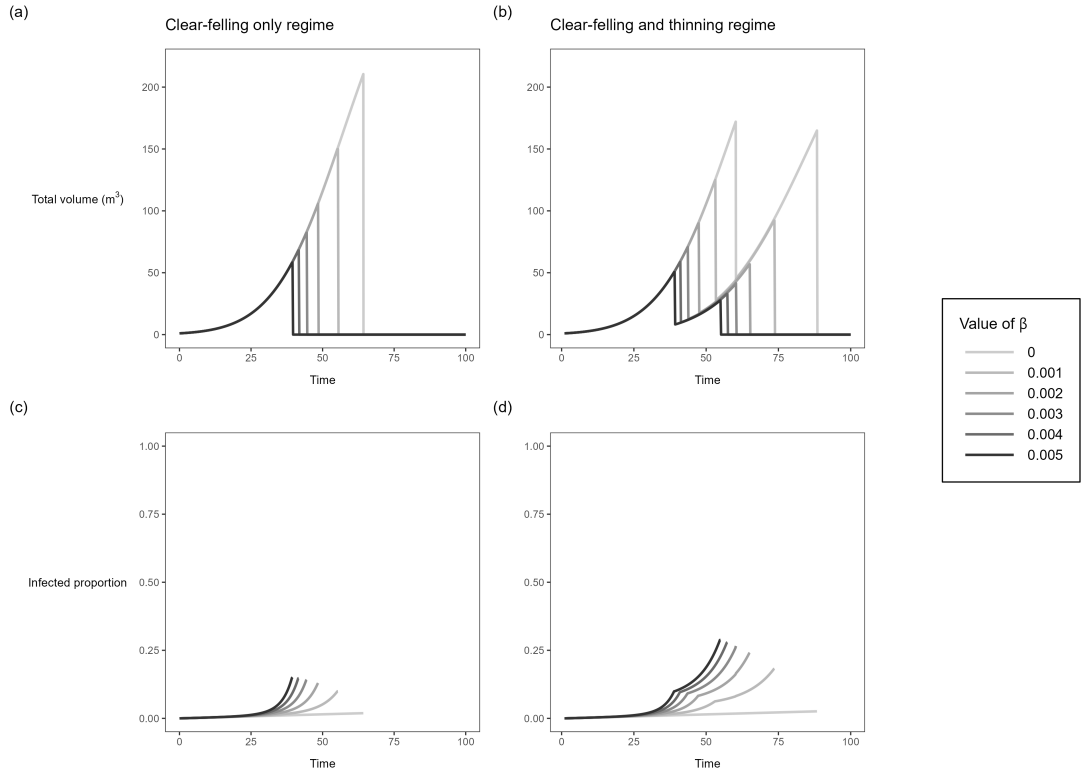 (a)
Clear-felling only regime
200
150
100
50
0
Total volume (m³)
0 25 50 75 100
Time
(b)
Clear-felling and thinning regime
200
150
100
50
0
0 25 50 75 100
Time
(c)
1.00
0.75
0.50
0.25
0.00
Infected proportion
0 25 50 75 100
Time
(d)
1.00
0.75
0.50
0.25
0.00
0 25 50 75 100
Time
Value of β
0
0.001
0.002
0.003
0.004
0.005